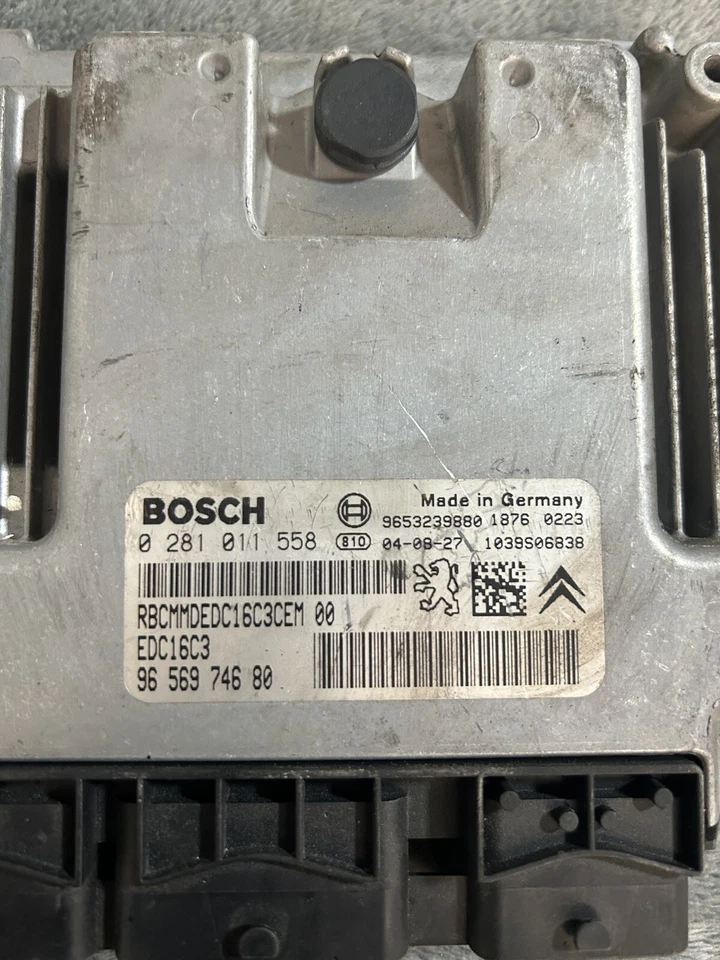 BOSCH
Made in Germany
9653239880 1876 0223
0 281 011 558 810 04-08-27 1039S06838
RBCMMDEDC16C3CEM 00
EDC16C3
96 569 746 80